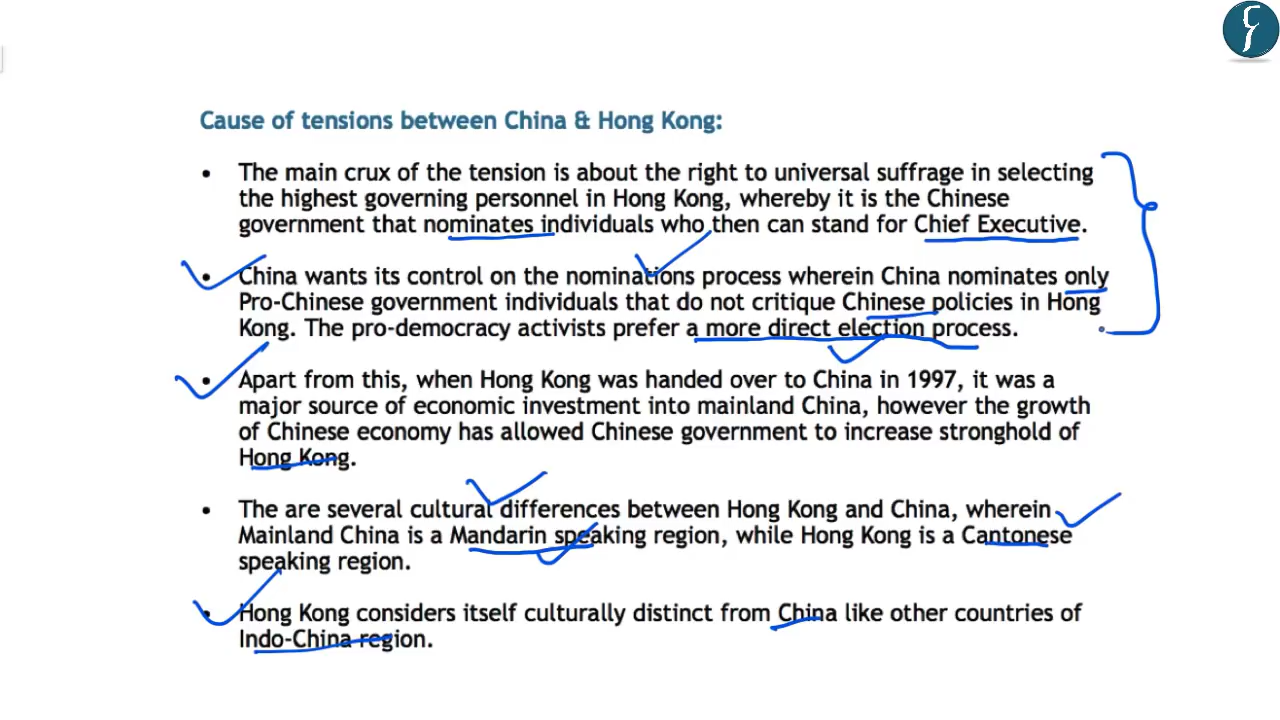 Cause of tensions between China & Hong Kong:
• The main crux of the tension is about the right to universal suffrage in selecting
the highest governing personnel in Hong Kong, whereby it is the Chinese
government that nominates individuals who then can stand for Chief Executive.
• China wants its control on the nominations process wherein China nominates only
Pro-Chinese government individuals that do not critique Chinese policies in Hong
Kong. The pro-democracy activists prefer a more direct election process.
• Apart from this, when Hong Kong was handed over to China in 1997, it was a
major source of economic investment into mainland China, however the growth
of Chinese economy has allowed Chinese government to increase stronghold of
Hong Kong.
• The are several cultural differences between Hong Kong and China, wherein
Mainland China is a Mandarin speaking region, while Hong Kong is a Cantonese
speaking region.
• Hong Kong considers itself culturally distinct from China like other countries of
Indo-China region.